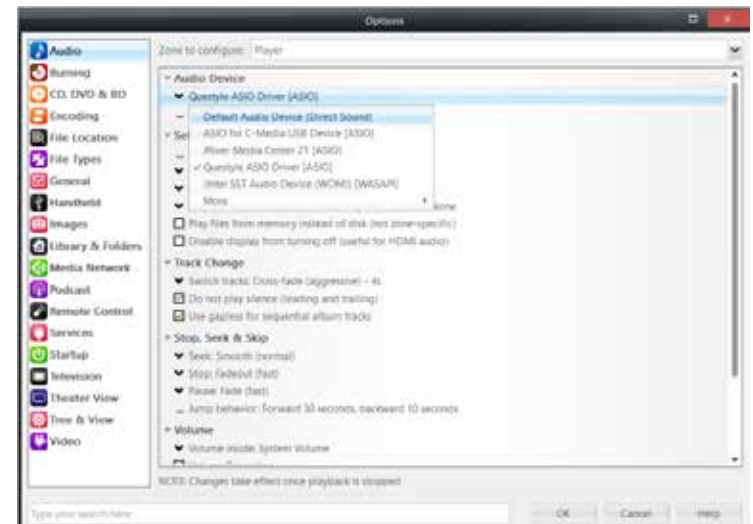 Options
Audio
Burning
CD, DVD & BD
Encoding
File Location
File Types
General
Handheld
Images
Library & Folders
Media Network
Podcast
Remote Control
Services
Startup
Television
Theater View
Tree & View
Video
Zone to configure: Player
Audio Device
Questyle ASIO Driver [ASIO]
Default Audio Device [Direct Sound]
ASIO for C-Media USB Device [ASIO]
JRiver Media Center 21 [ASIO]
Questyle ASIO Driver [ASIO]
(Intel SST Audio Device (WDM)) [WASAPI]
More
Play files from memory instead of disk (not zone-specific)
Disable display from turning off (useful for HDMI audio)
Track Change
Switch tracks: Cross-fade (aggressive) - 4s
Do not play silence (leading and trailing)
Use gapless for sequential album tracks
Stop, Seek & Skip
Seek: Smooth (normal)
Stop: Fadeout (fast)
Pause: Fade (fast)
Jump behavior: Forward 30 seconds, backward 10 seconds
Volume
Volume mode: System Volume
NOTE: Changes take effect once playback is stopped
Type your search here
OK
Cancel
Help